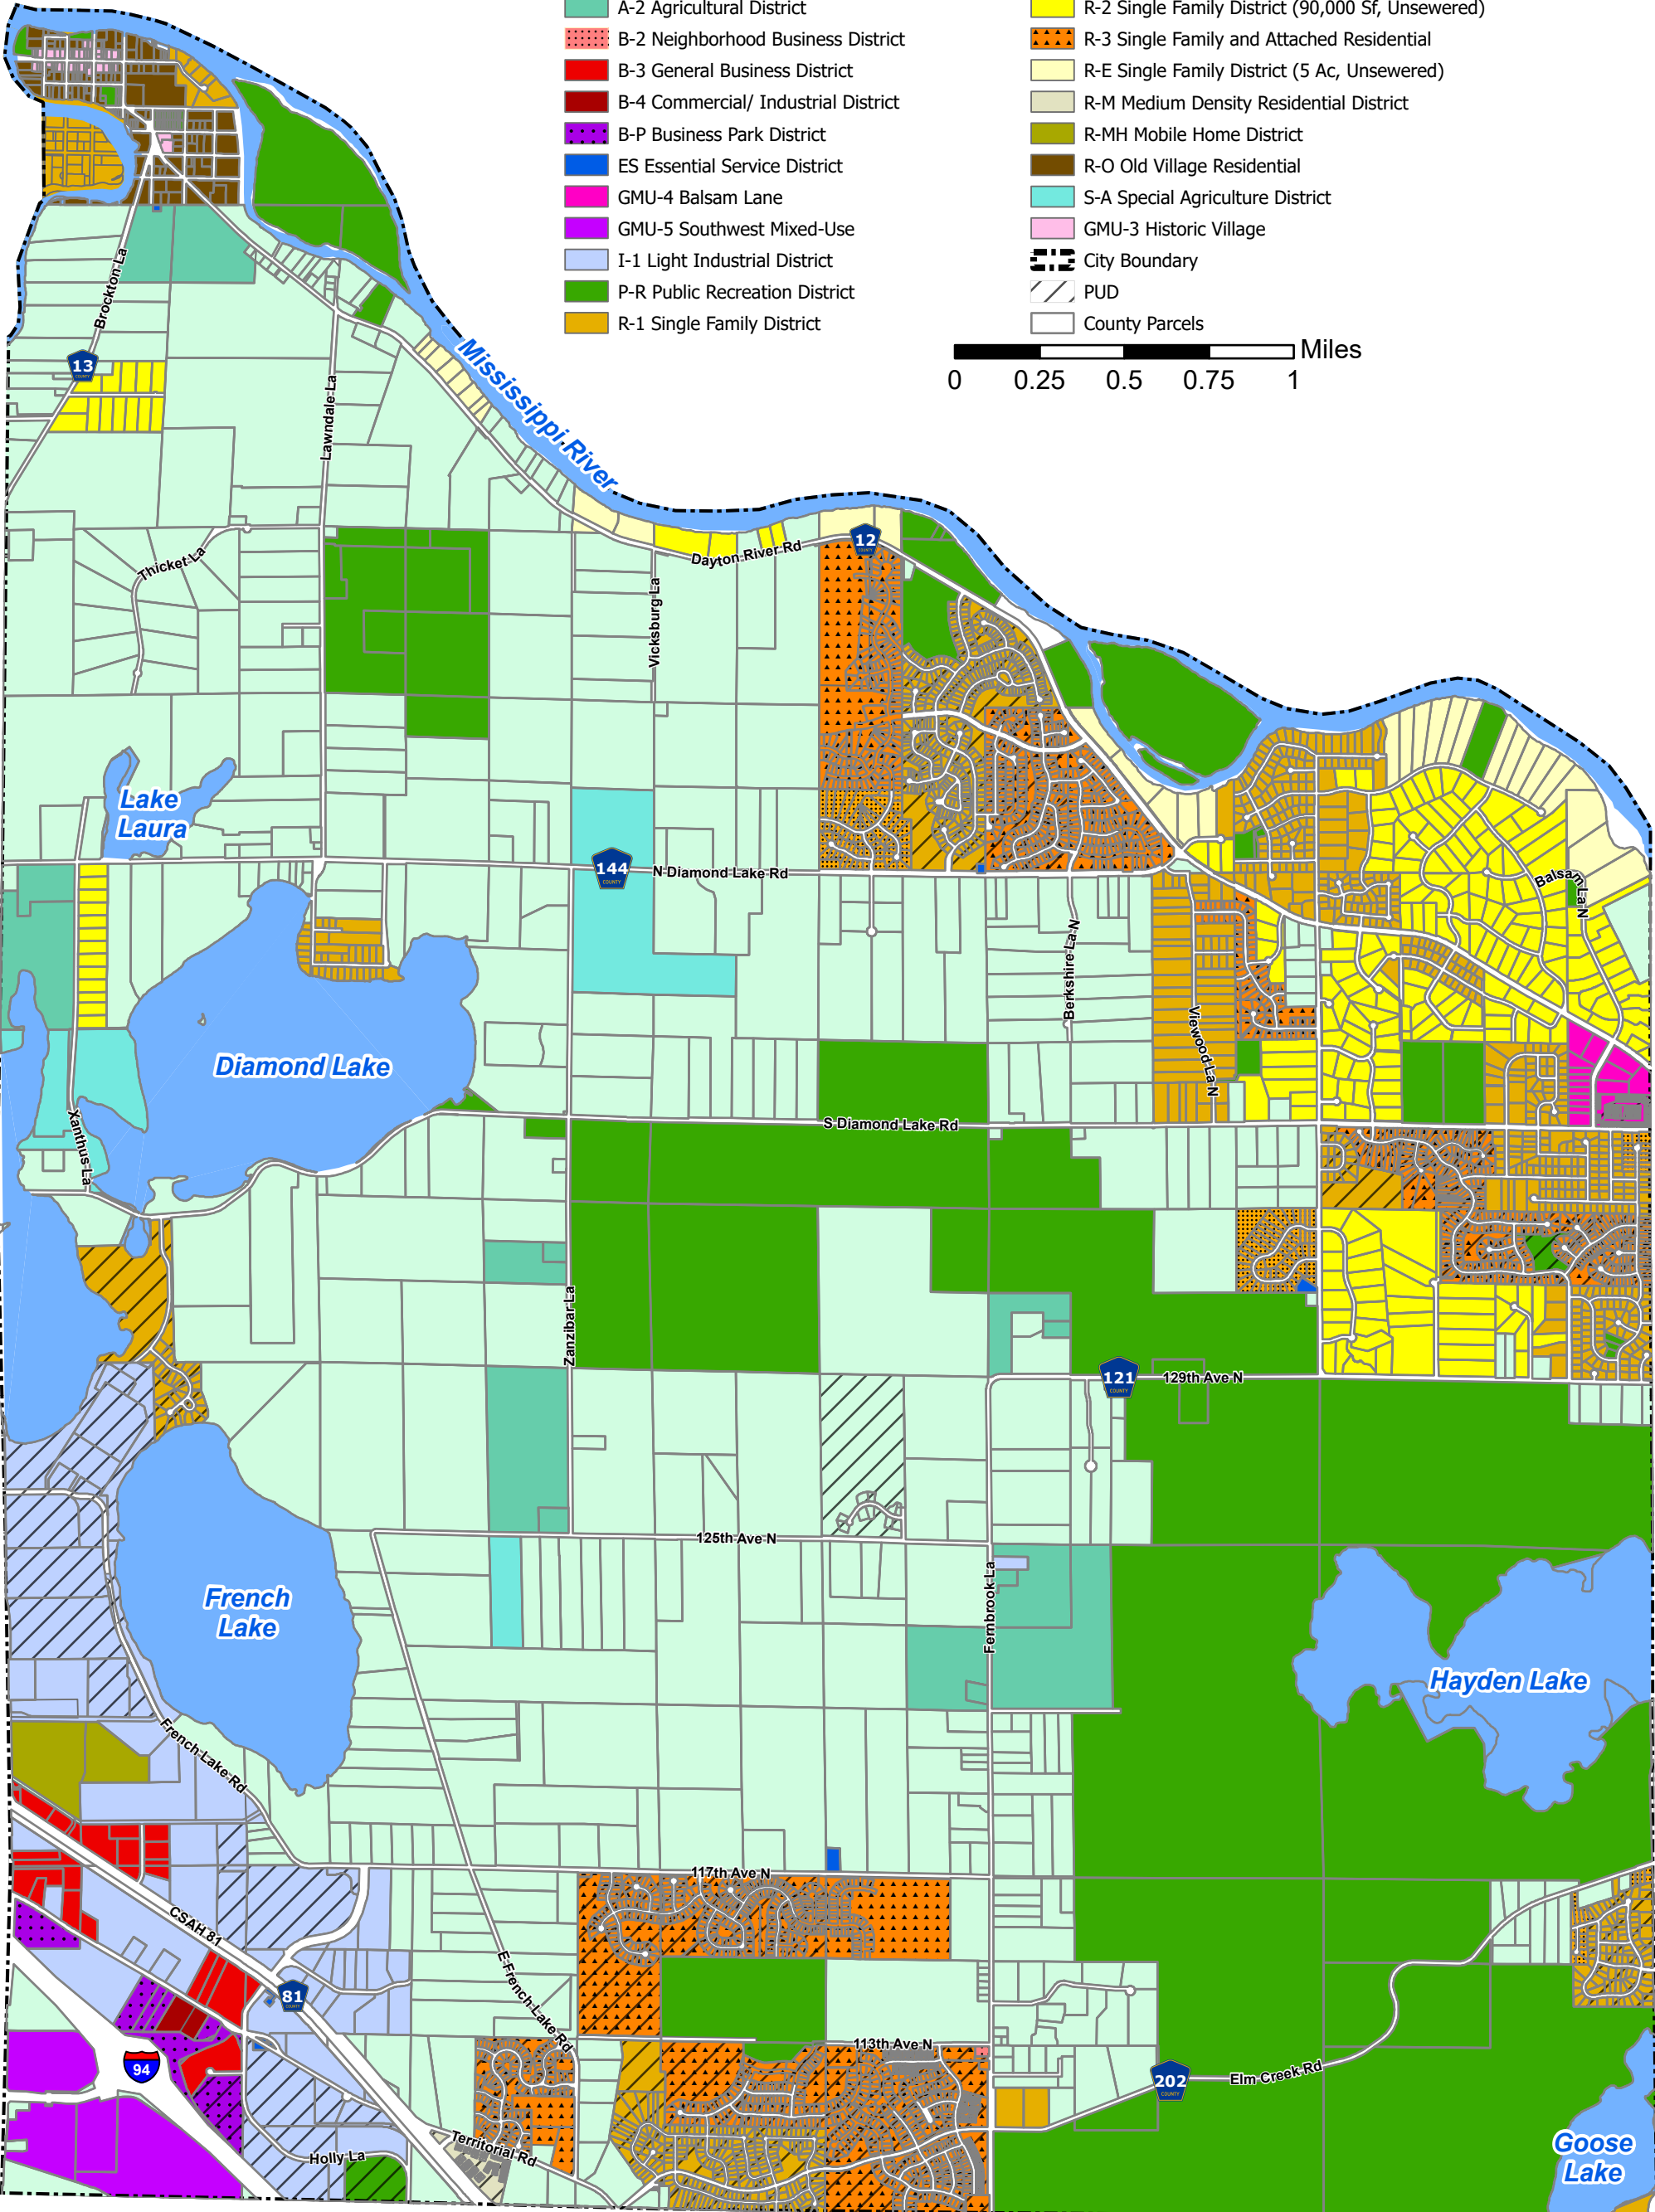 A-2 Agricultural District
B-2 Neighborhood Business District
B-3 General Business District
B-4 Commercial/ Industrial District
B-P Business Park District
ES Essential Service District
GMU-4 Balsam Lane
GMU-5 Southwest Mixed-Use
I-1 Light Industrial District
P-R Public Recreation District
R-1 Single Family District
R-2 Single Family District (90,000 Sf, Unsewered)
R-3 Single Family and Attached Residential
R-E Single Family District (5 Ac, Unsewered)
R-M Medium Density Residential District
R-MH Mobile Home District
R-O Old Village Residential
S-A Special Agriculture District
GMU-3 Historic Village
City Boundary
PUD
County Parcels
Miles
0 0.25 0.5 0.75 1
Brockton La
13
COUNTY
Lawndale La
Mississippi River
Thicket La
Vicksburg La
Dayton River Rd
12
COUNTY
Lake
Laura
144
COUNTY
N Diamond Lake Rd
Balsam La N
Berkshire La N
Viewood La N
Diamond Lake
Xanthus La
S Diamond Lake Rd
Zanzibar La
121
COUNTY
129th Ave N
125th Ave N
French
Lake
Fernbrook La
Hayden Lake
French Lake Rd
117th Ave N
CSAH 81
E French Lake Rd
81
COUNTY
94
113th Ave N
202
COUNTY
Elm Creek Rd
Territorial Rd
Holly La
Goose
Lake